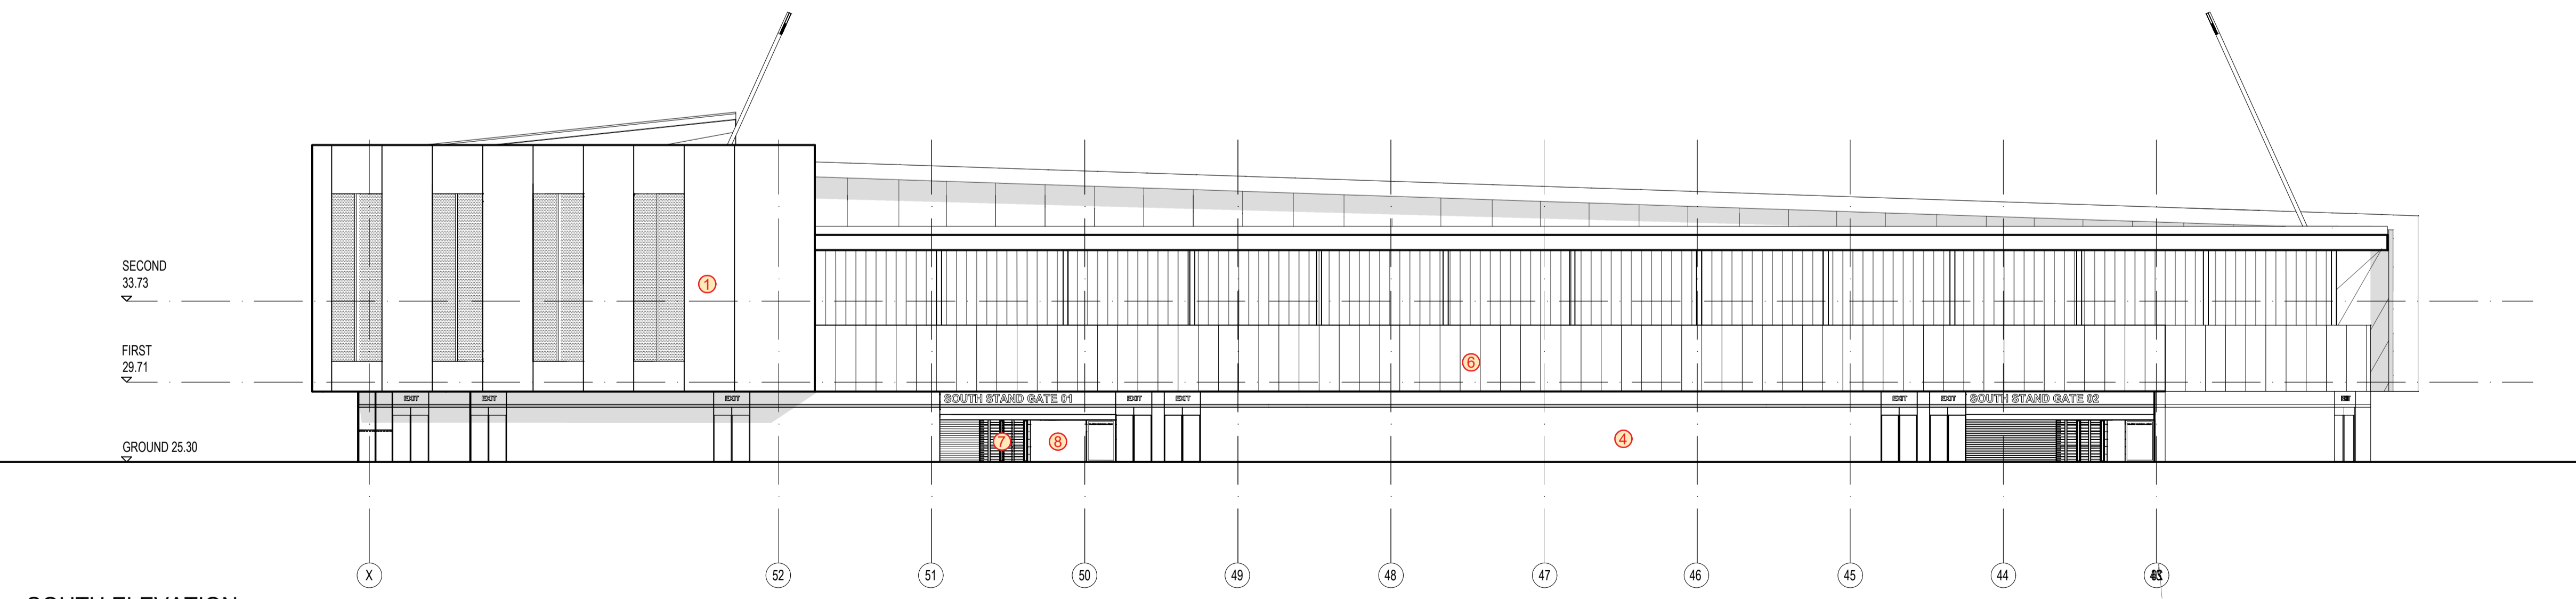 SECOND
33.73
1
FIRST
29.71
6
EXIT EXIT EXIT SOUTH STAND GATE 01 EXIT EXIT EXIT EXIT SOUTH STAND GATE 02
GROUND 25.30
7 8 4
X 52 51 50 49 48 47 46 45 44
SOUTH ELEVATION